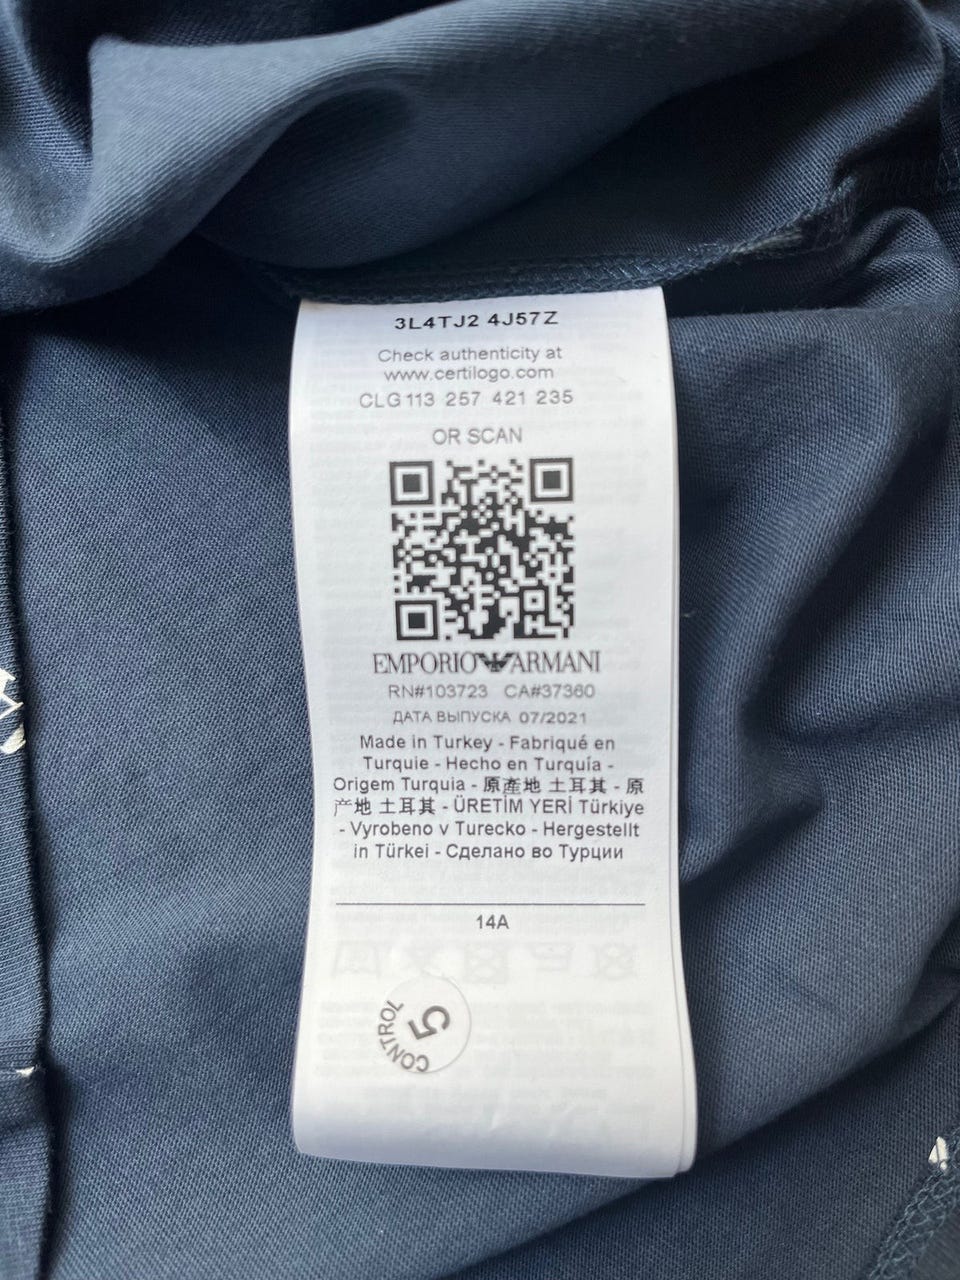 3L4TJ2 4J57Z
Check authenticity at
www.certilogo.com
CLG 113 257 421 235
OR SCAN
EMPORIO ARMANI
RN#103723 CA#37360
ДАТА ВЫПУСКА 07/2021
Made in Turkey - Fabriqué en
Turquie - Hecho en Turquía -
Origem Turquia - 原產地 土耳其 - 原
产地 土耳其 - ÜRETİM YERİ Türkiye
- Vyrobeno v Turecko - Hergestellt
in Türkei - Сделано во Турции
14A
CONTROL
5